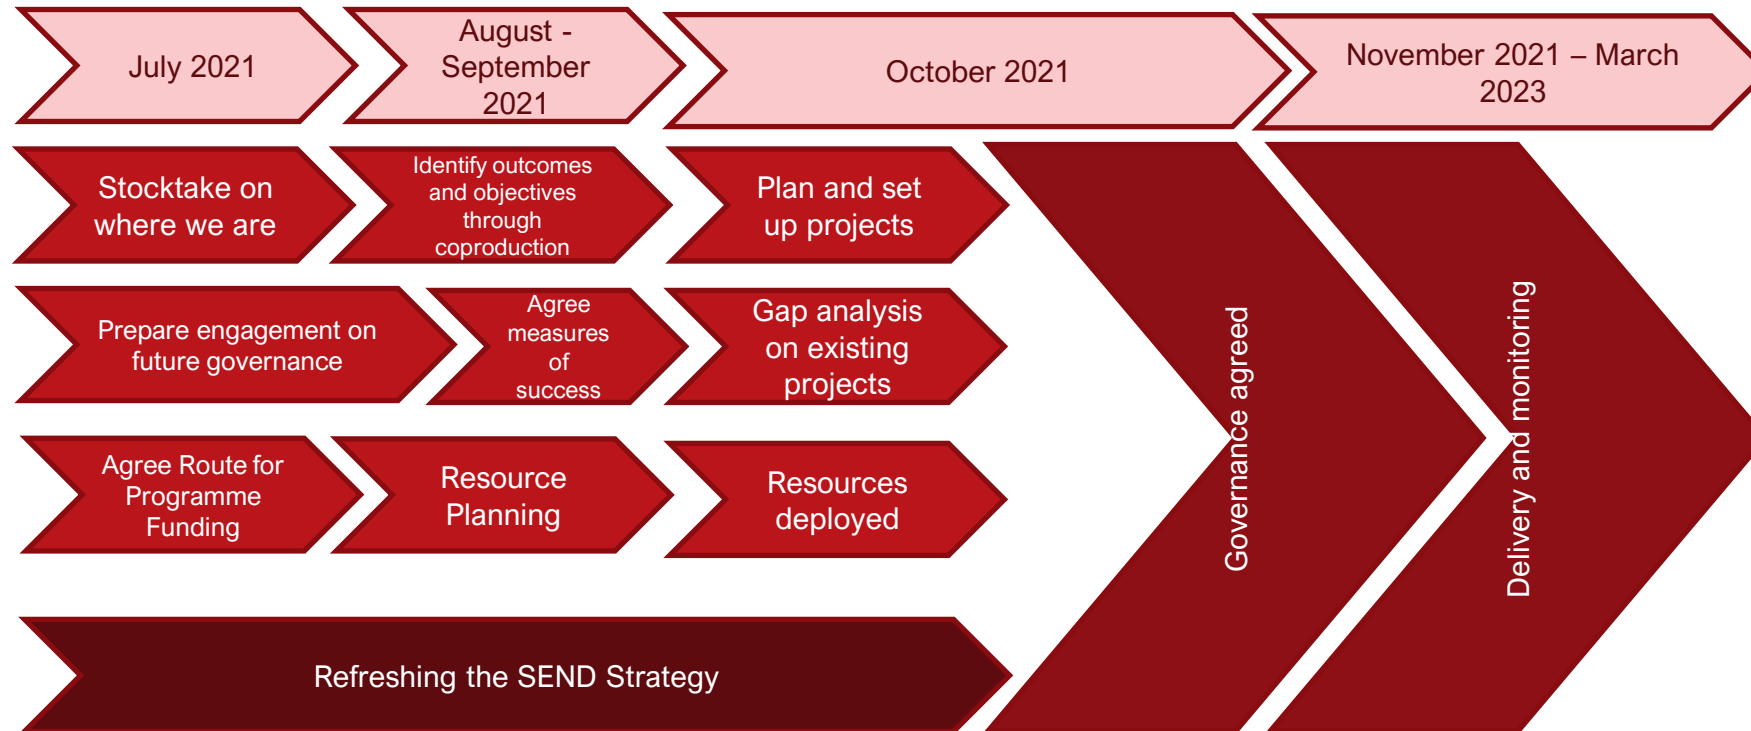 July 2021
August -
September
2021
October 2021
November 2021 – March
2023
Stocktake on
where we are
Identify outcomes
and objectives
through
coproduction
Plan and set
up projects
Prepare engagement on
future governance
Agree
measures
of
success
Gap analysis
on existing
projects
Agree Route for
Programme
Funding
Resource
Planning
Resources
deployed
Governance agreed
Delivery and monitoring
Refreshing the SEND Strategy